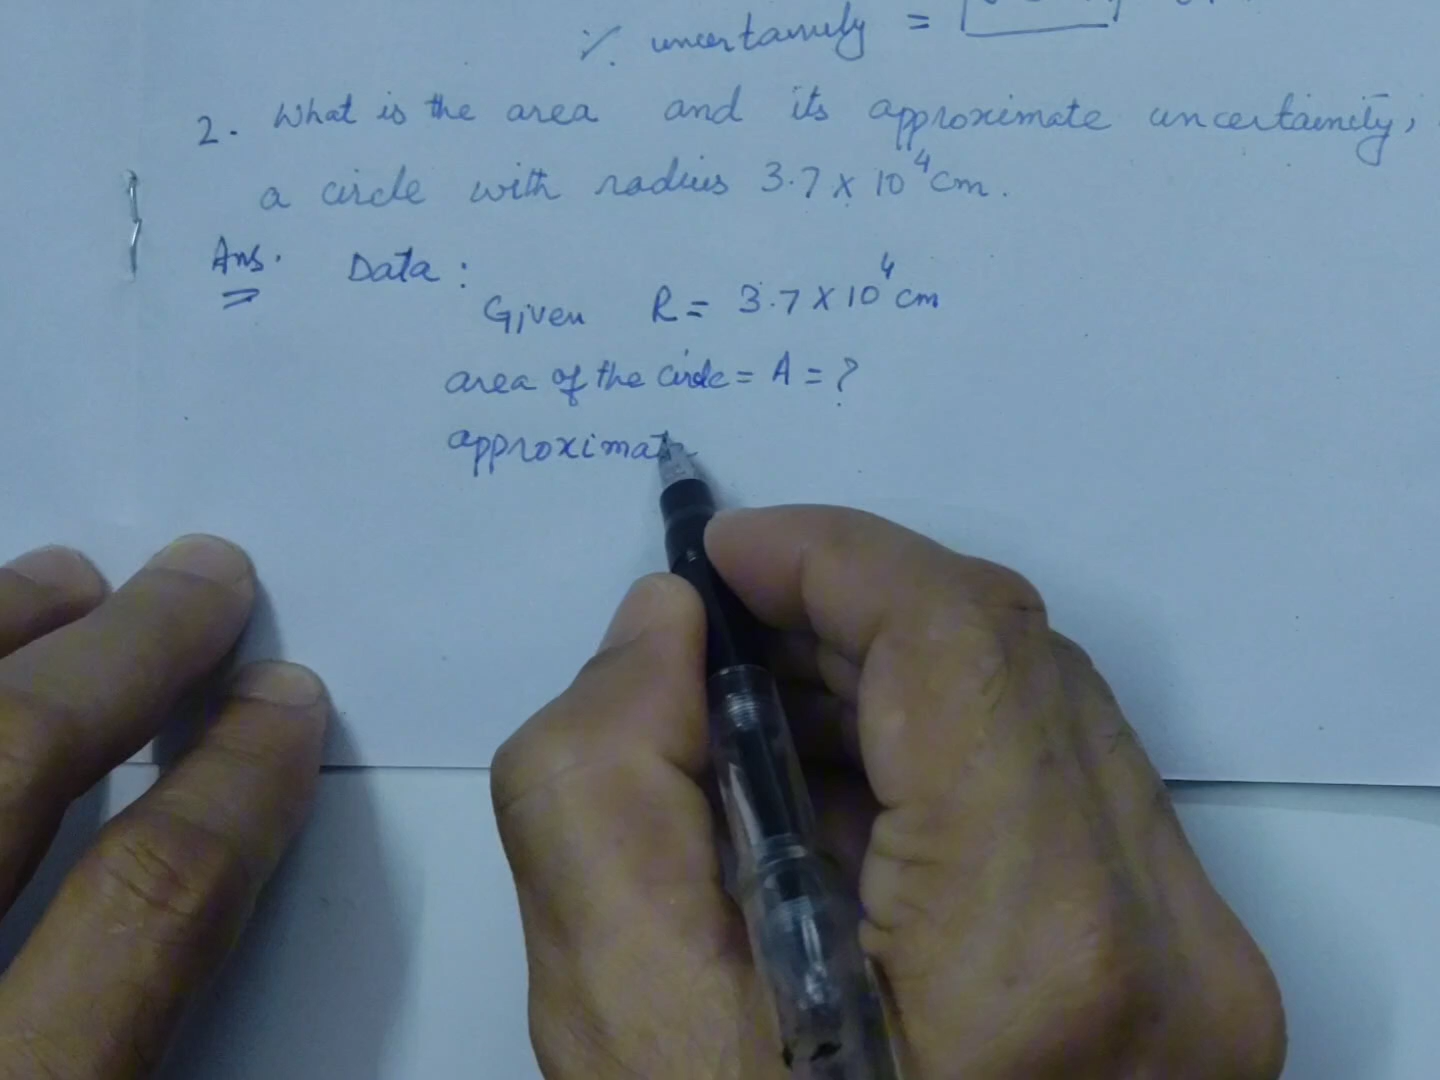 % uncertainity =
2. What is the area and its approximate uncertainity,
a circle with radius 3.7 x 10⁴ cm.
Ans. Data :
Given R = 3.7 x 10⁴ cm
area of the circle = A = ?
approximat